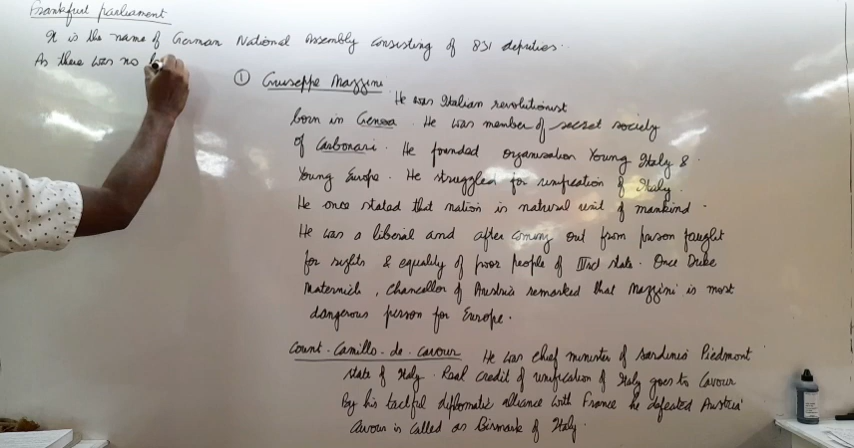 Frankfurt parliament
It is the name of German National Assembly consisting of 831 deputies.
As there was no
① Giuseppe Mazzini
He was Italian revolutionist
born in Genoa. He was member of secret society
of Carbonari. He founded organisation Young Italy &
Young Europe. He struggled for unification of Italy.
He once stated that nation is natural unit of mankind.
He was a liberal and after coming out from prison faught
for rights & equality of poor people of IIIrd state. Once Duke
Maternich, Chancellor of Austria remarked that Mazzini is most
dangerous person for Europe.
Count-Camillo-de-cavour He was chief minister of Sardinia Piedmont
state of Italy. Real credit of unification of Italy goes to Cavour
By his tactful diplomatic alliance with France he defeated Austria
Cavour is called as Bismark of Italy.